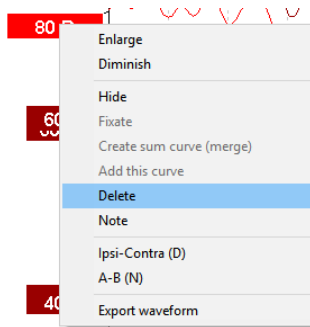 80
Enlarge
Diminish
Hide
60
Fixate
Create sum curve (merge)
Add this curve
Delete
Note
Ipsi-Contra (D)
A-B (N)
40
Export waveform